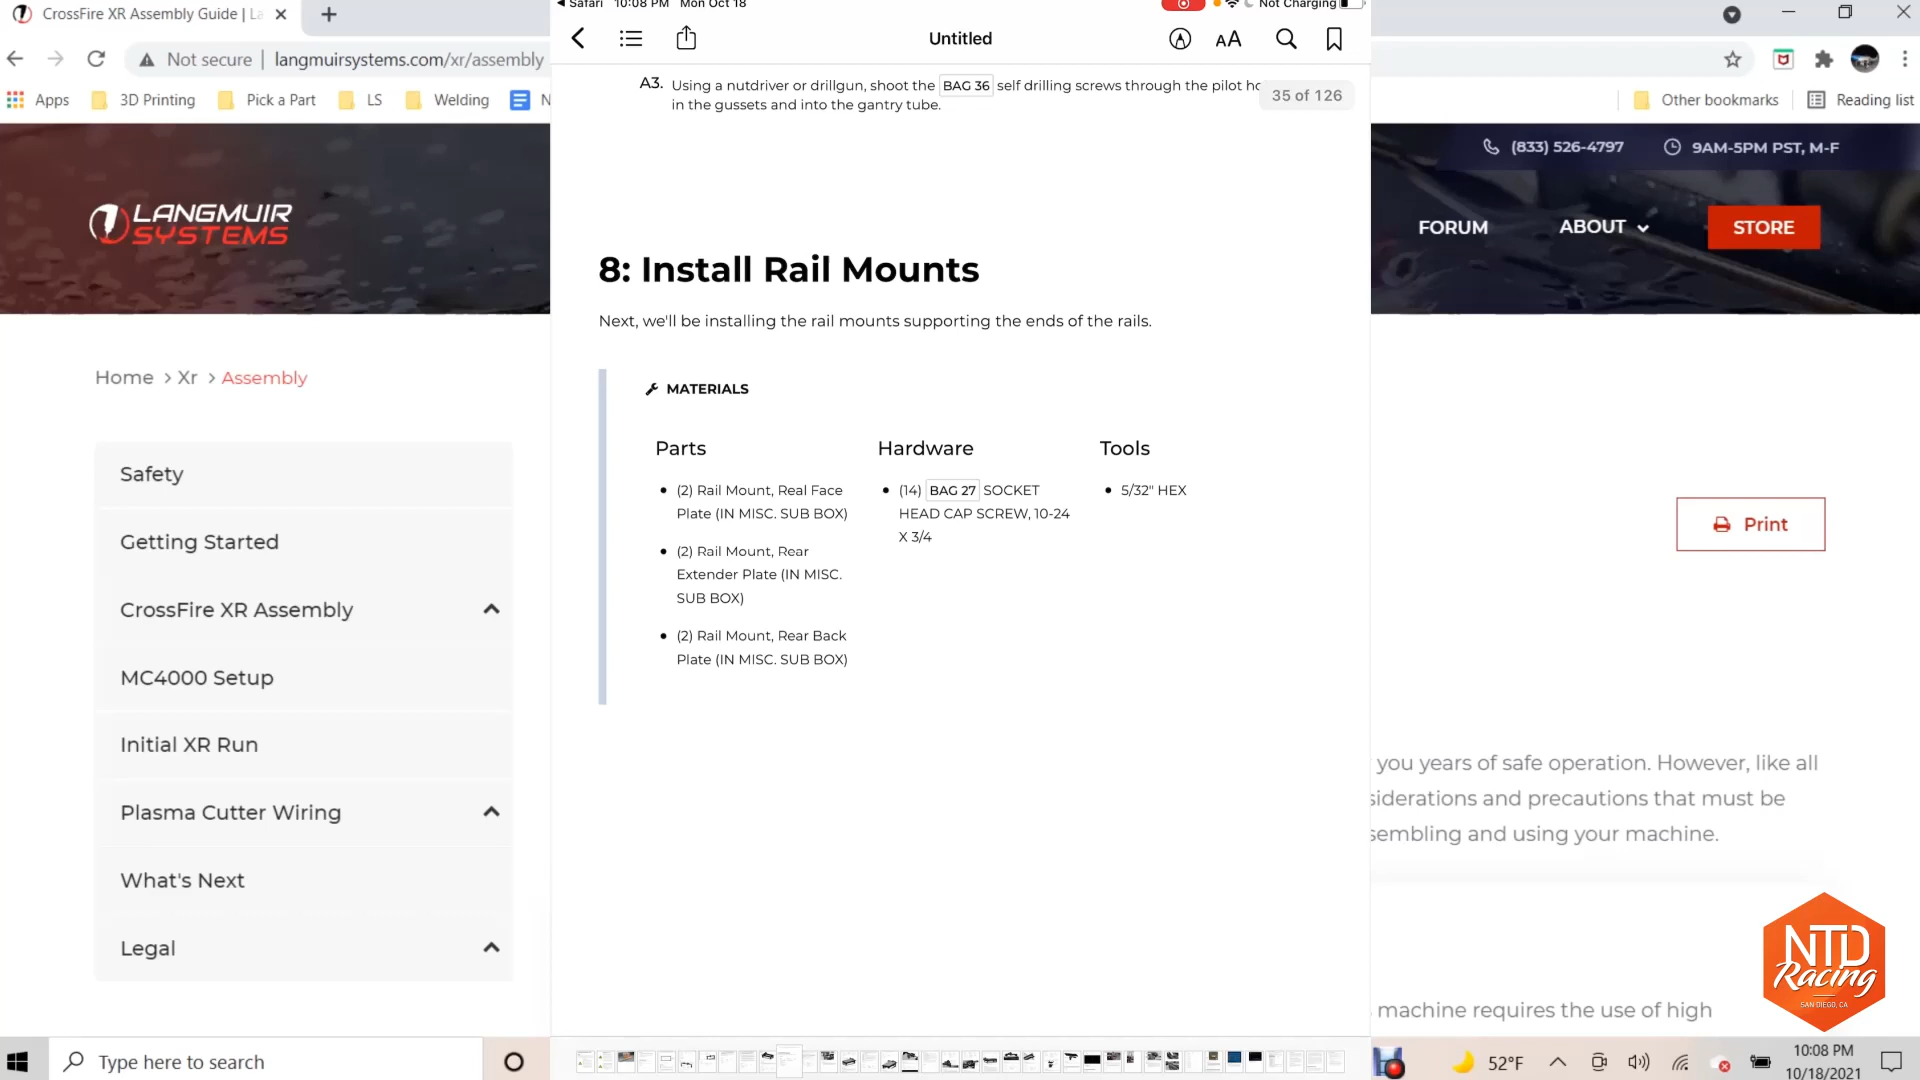 CrossFire XR Assembly Guide | La
Safari 10:08 PM Mon Oct 18
Not Charging
Not secure | langmuirsystems.com/xr/assembly
Untitled
AA
Apps 3D Printing Pick a Part LS Welding N
Other bookmarks Reading list
A3. Using a nutdriver or drillgun, shoot the BAG 36 self drilling screws through the pilot ho
in the gussets and into the gantry tube.
35 of 126
(833) 526-4797 9AM-5PM PST, M-F
LANGMUIR
SYSTEMS
FORUM ABOUT STORE
8: Install Rail Mounts
Next, we'll be installing the rail mounts supporting the ends of the rails.
Home > Xr > Assembly
MATERIALS
Parts
(2) Rail Mount, Real Face
Plate (IN MISC. SUB BOX)
(2) Rail Mount, Rear
Extender Plate (IN MISC.
SUB BOX)
(2) Rail Mount, Rear Back
Plate (IN MISC. SUB BOX)
Hardware
(14) BAG 27 SOCKET
HEAD CAP SCREW, 10-24
X 3/4
Tools
5/32" HEX
Safety
Getting Started
CrossFire XR Assembly
MC4000 Setup
Initial XR Run
Plasma Cutter Wiring
What's Next
Legal
Print
you years of safe operation. However, like all
siderations and precautions that must be
sembling and using your machine.
machine requires the use of high
NTD
Racing
SAN DIEGO, CA
Type here to search
52°F
10:08 PM
10/18/2021